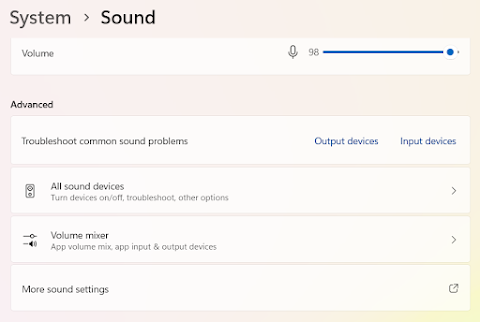 System > Sound
Volume 98
Advanced
Troubleshoot common sound problems Output devices Input devices
All sound devices
Turn devices on/off, troubleshoot, other options
Volume mixer
App volume mix, app input & output devices
More sound settings